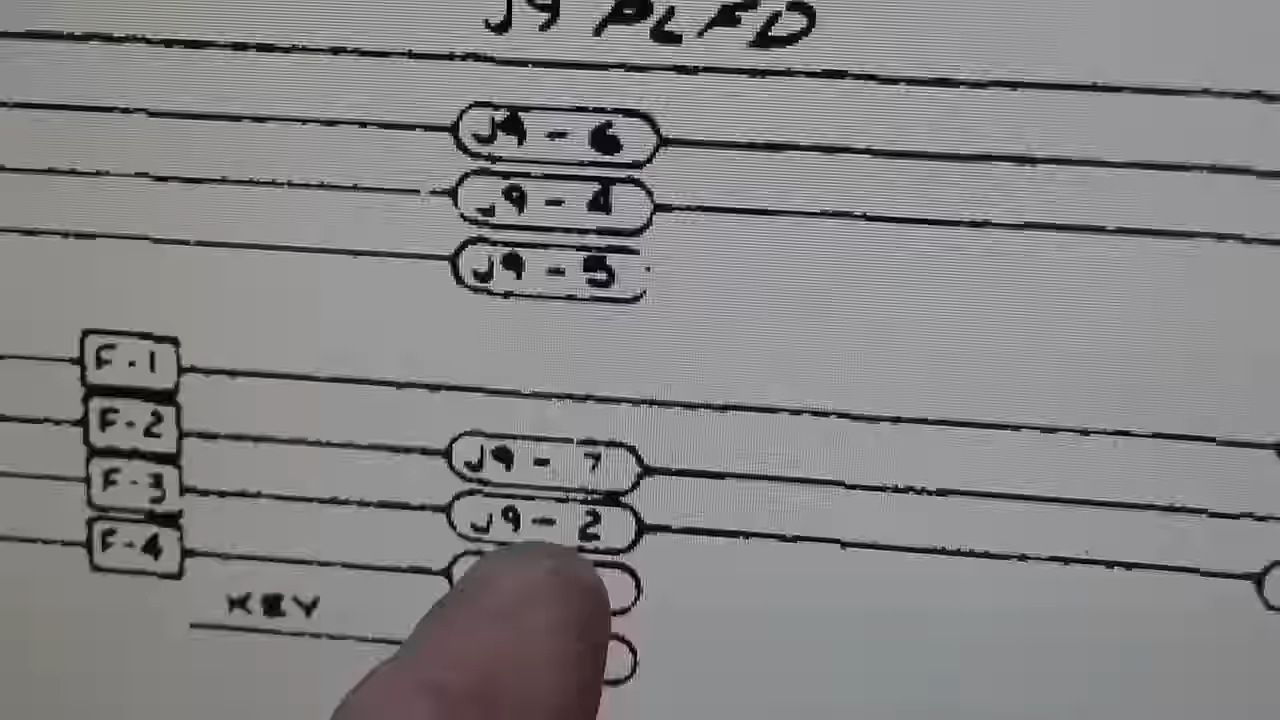 J9 PLFD
J9 - 6
J9 - 4
J9 - 5
F-1
F-2
J9 - 7
F-3
J9 - 2
F-4
KEY